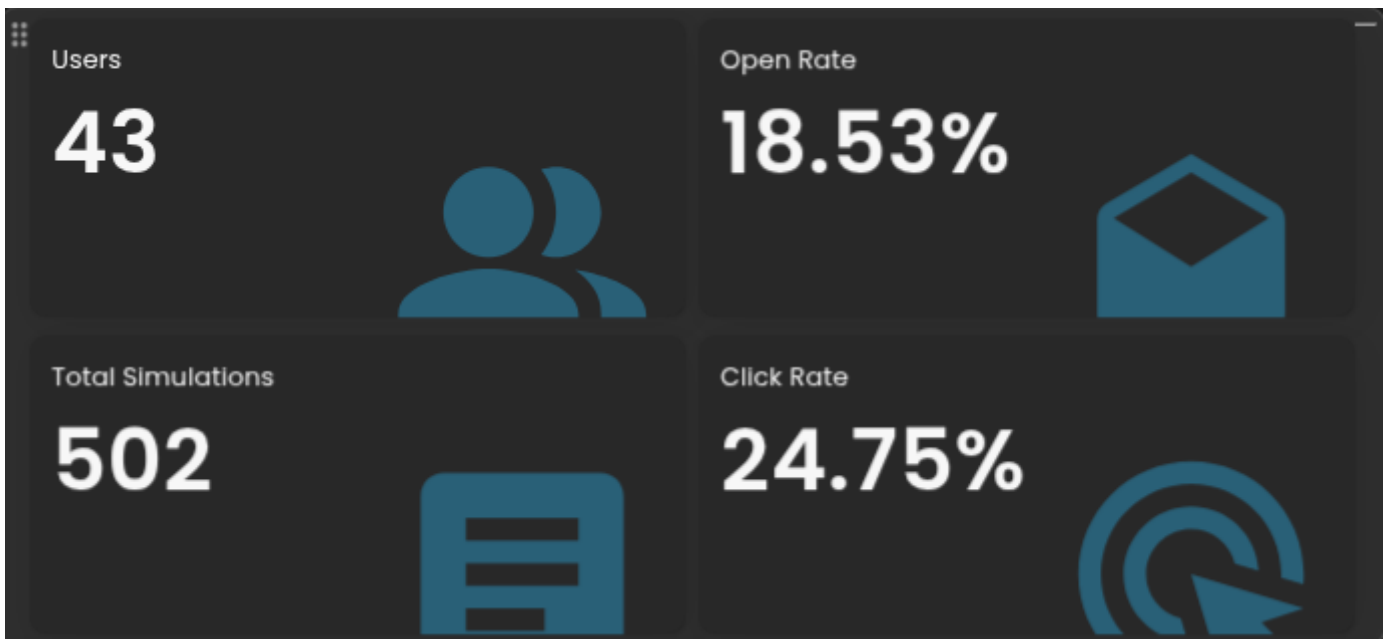 Users
43
Open Rate
18.53%
Total Simulations
502
Click Rate
24.75%